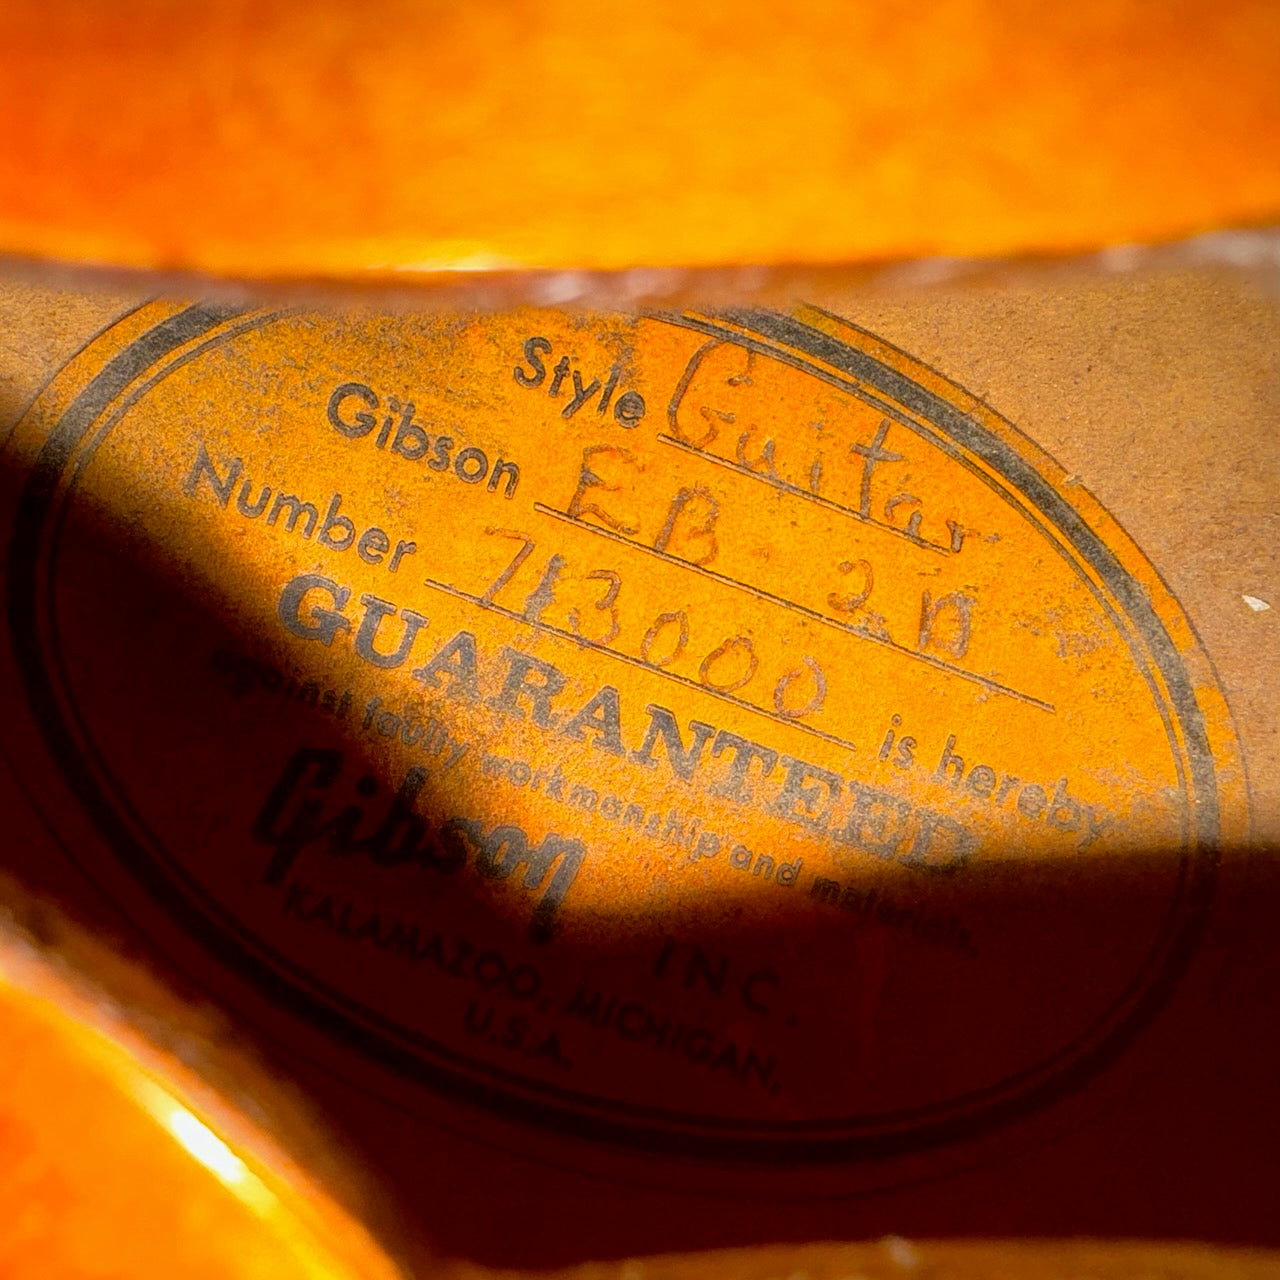 Style Guitar
Gibson EB-2D
Number 713000 is hereby
GUARANTEED
against faulty workmanship and materials.
Gibson INC.
KALAMAZOO, MICHIGAN,
U.S.A.